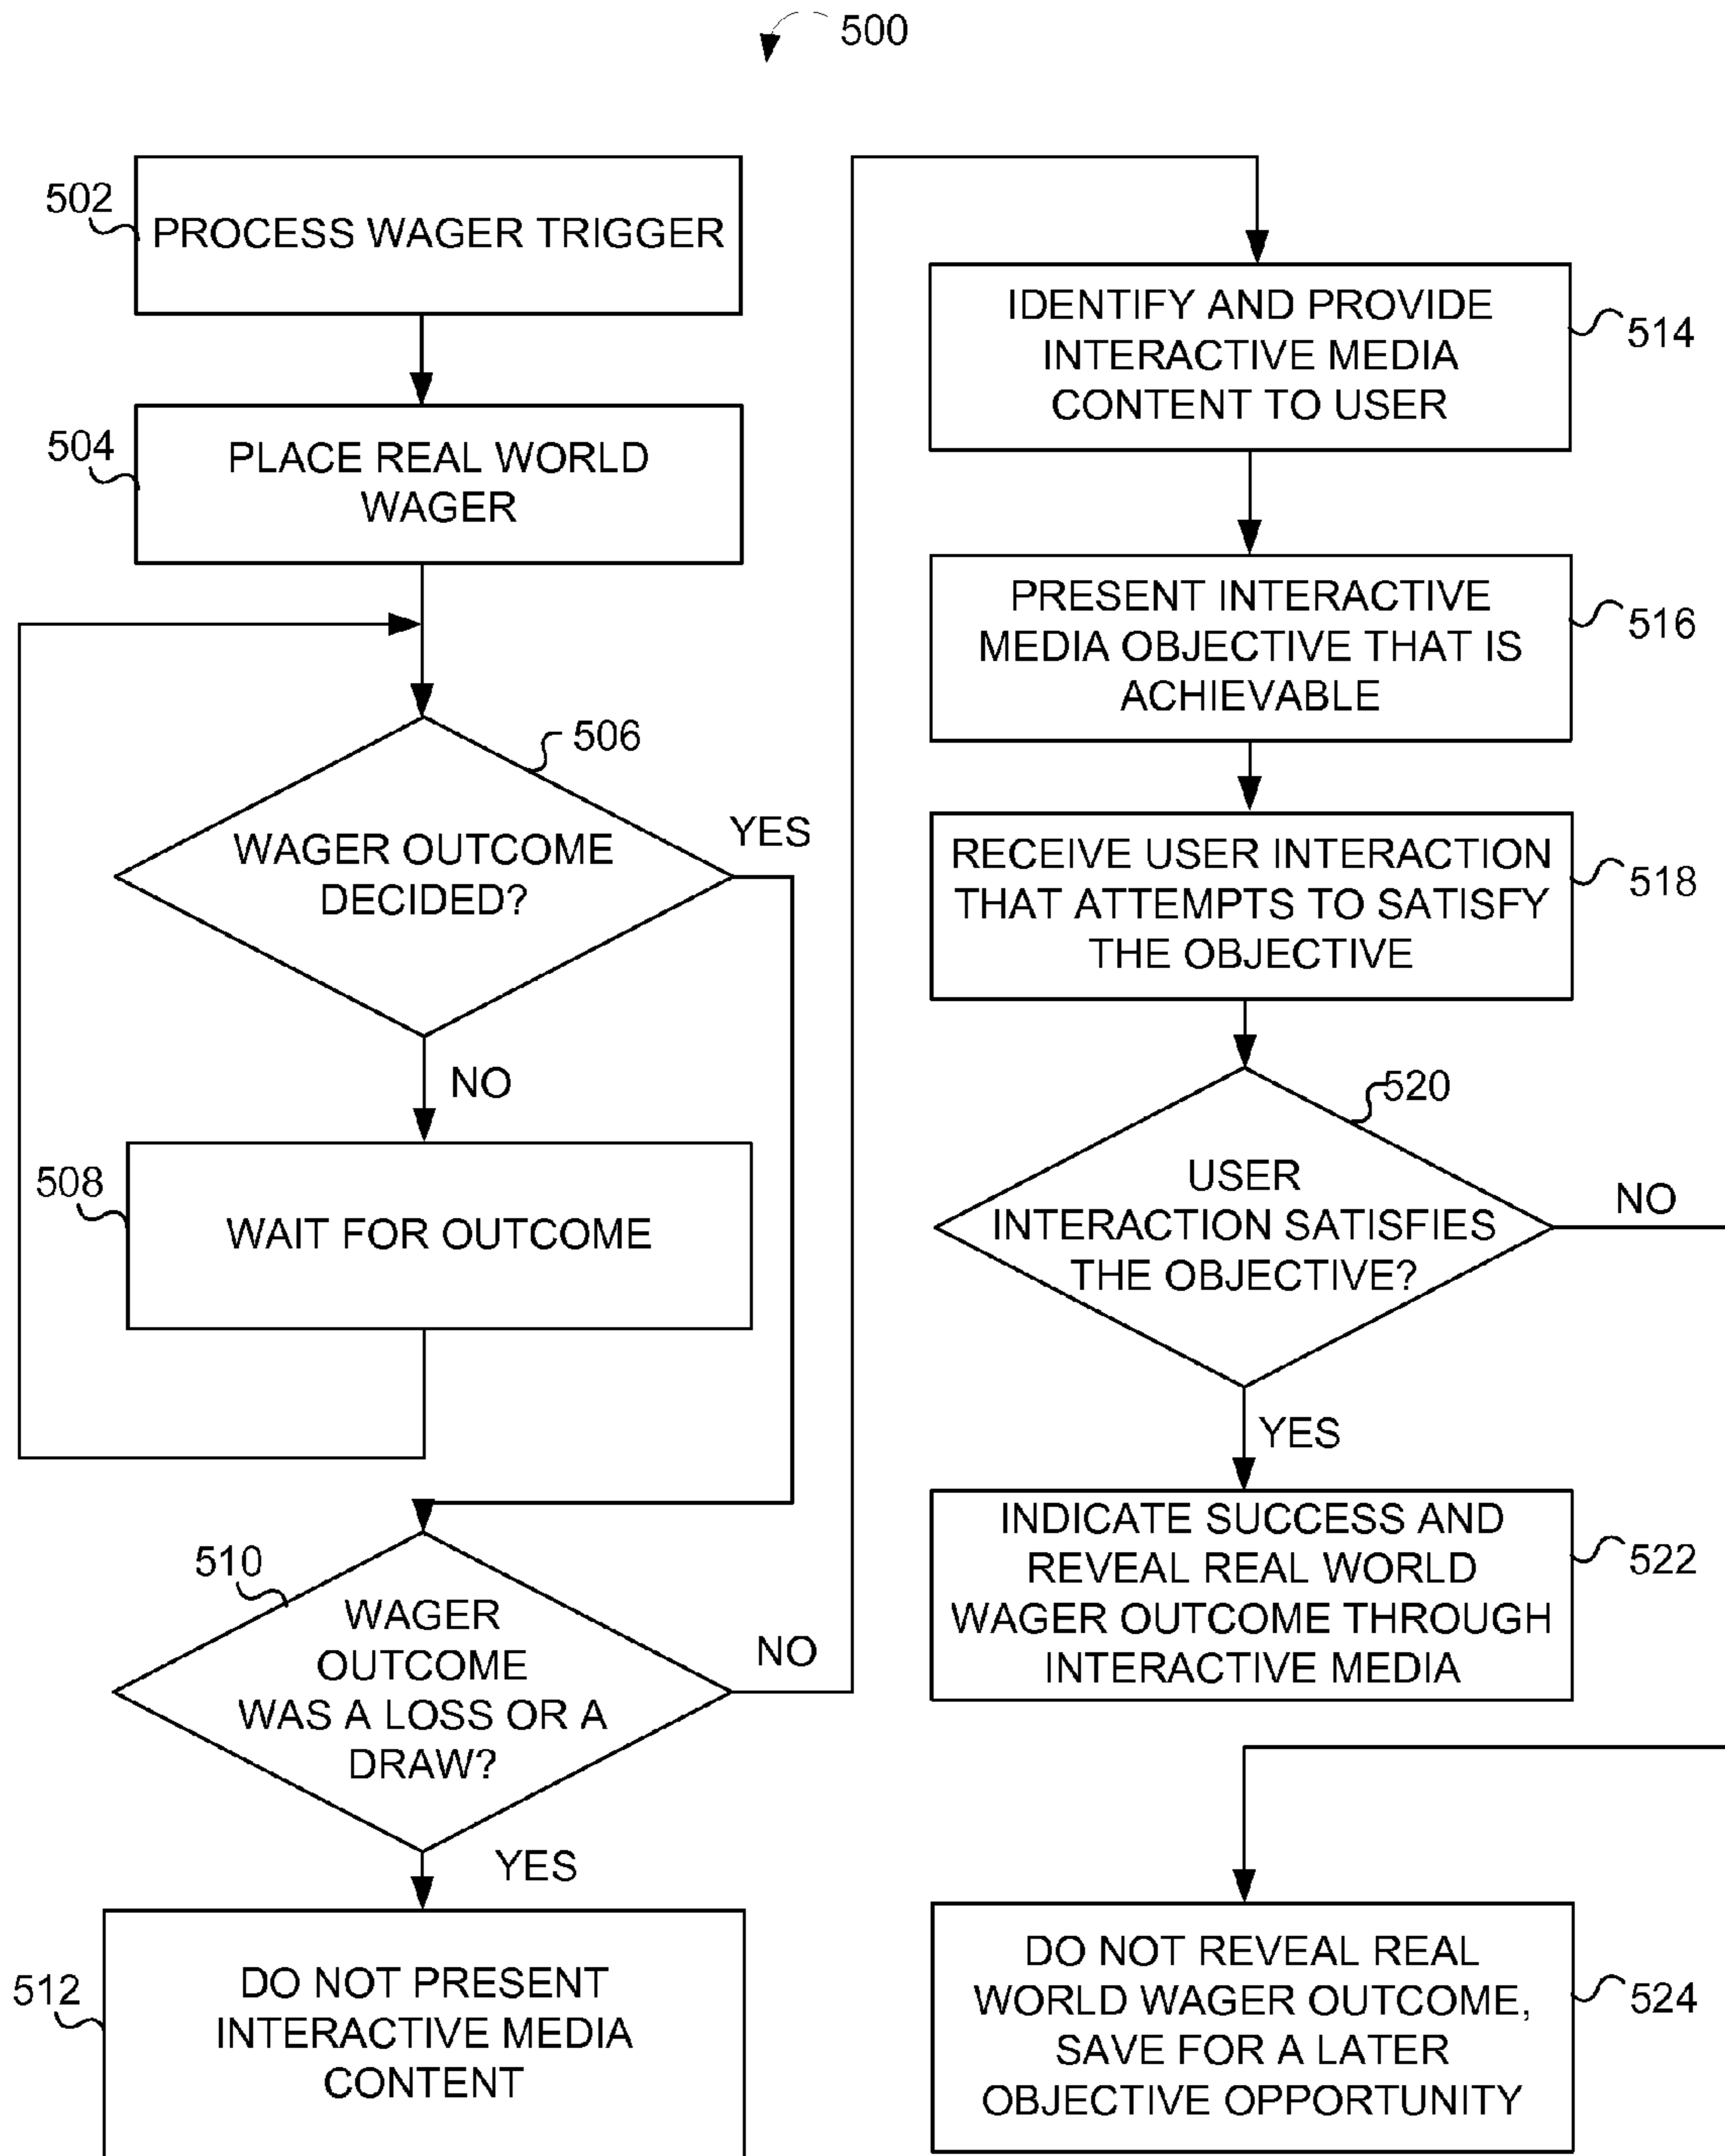 500
502
PROCESS WAGER TRIGGER
504
PLACE REAL WORLD
WAGER
506
WAGER OUTCOME
DECIDED?
YES
NO
508
WAIT FOR OUTCOME
510
WAGER
OUTCOME
WAS A LOSS OR A
DRAW?
NO
YES
512
DO NOT PRESENT
INTERACTIVE MEDIA
CONTENT
IDENTIFY AND PROVIDE
INTERACTIVE MEDIA
CONTENT TO USER
514
PRESENT INTERACTIVE
MEDIA OBJECTIVE THAT IS
ACHIEVABLE
516
RECEIVE USER INTERACTION
THAT ATTEMPTS TO SATISFY
THE OBJECTIVE
518
520
USER
INTERACTION SATISFIES
THE OBJECTIVE?
NO
YES
INDICATE SUCCESS AND
REVEAL REAL WORLD
WAGER OUTCOME THROUGH
INTERACTIVE MEDIA
522
DO NOT REVEAL REAL
WORLD WAGER OUTCOME,
SAVE FOR A LATER
OBJECTIVE OPPORTUNITY
524